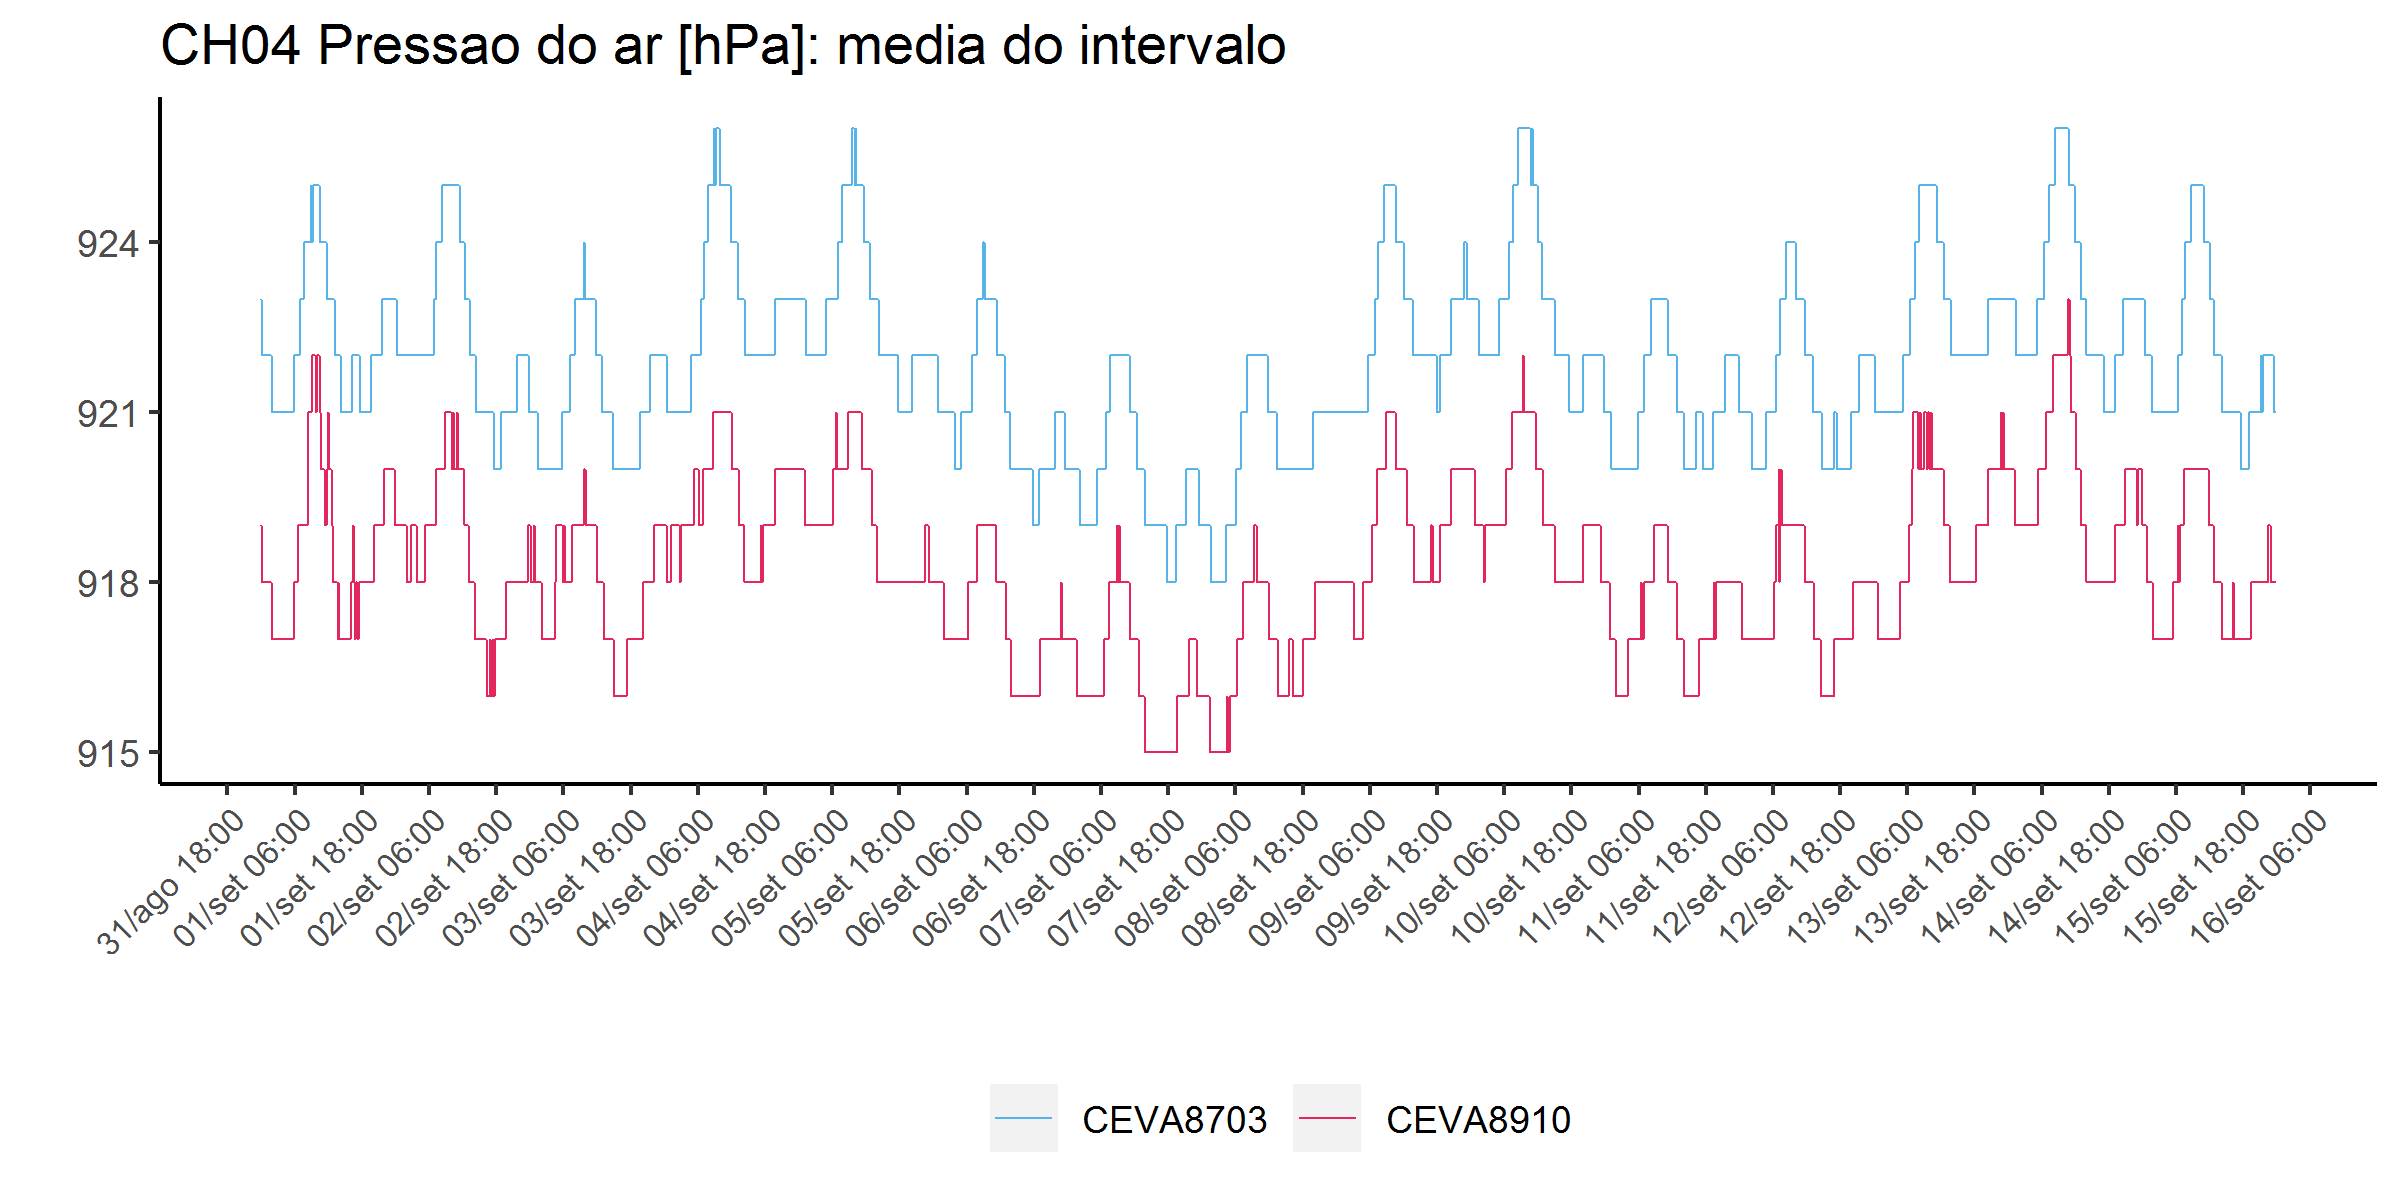 CH04 Pressao do ar [hPa]: media do intervalo
924
921
918
915
31/ago 18:00
01/set 06:00
01/set 18:00
02/set 06:00
02/set 18:00
03/set 06:00
03/set 18:00
04/set 06:00
04/set 18:00
05/set 06:00
05/set 18:00
06/set 06:00
06/set 18:00
07/set 06:00
07/set 18:00
08/set 06:00
08/set 18:00
09/set 06:00
09/set 18:00
10/set 06:00
10/set 18:00
11/set 06:00
11/set 18:00
12/set 06:00
12/set 18:00
13/set 06:00
13/set 18:00
14/set 06:00
14/set 18:00
15/set 06:00
15/set 18:00
16/set 06:00
CEVA8703 CEVA8910